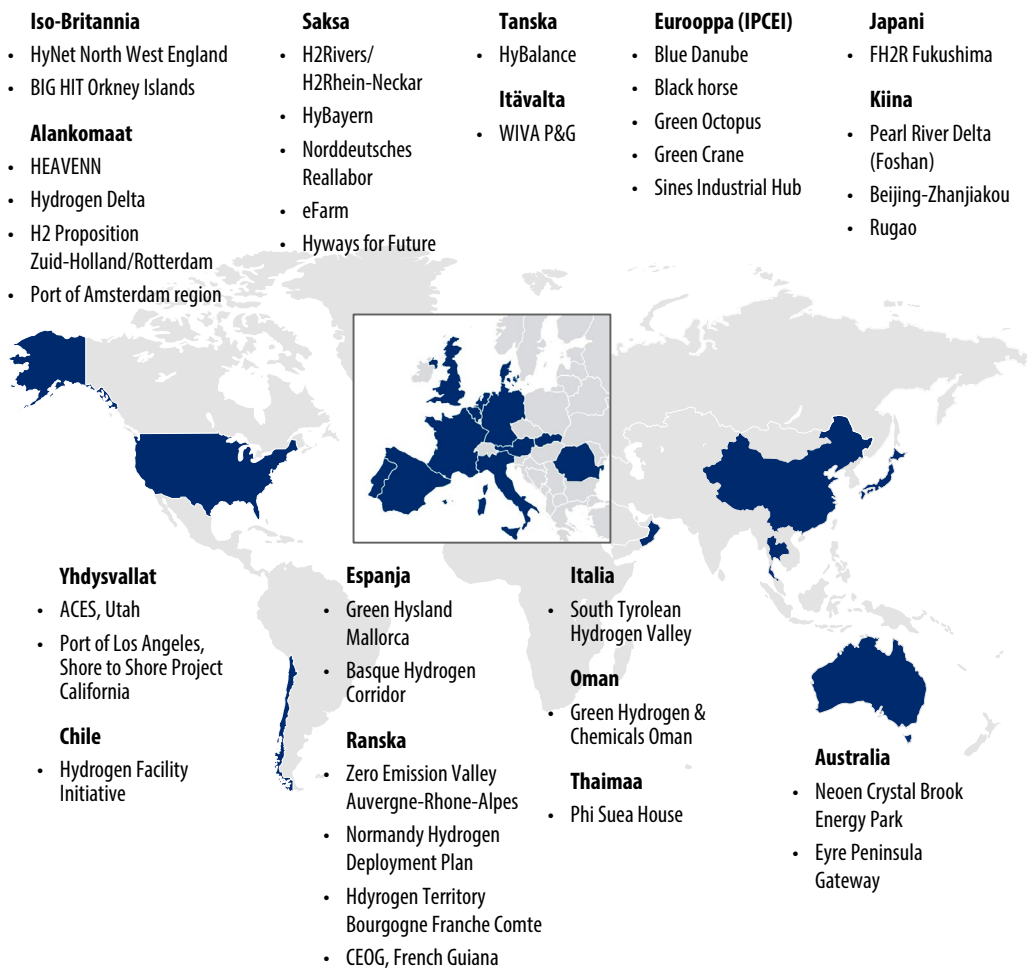 Iso-Britannia
• HyNet North West England
• BIG HIT Orkney Islands
Alankomaat
• HEAVENN
• Hydrogen Delta
• H2 Proposition
Zuid-Holland/Rotterdam
• Port of Amsterdam region
Saksa
• H2Rivers/
H2Rhein-Neckar
• HyBayern
• Norddeutsches
Reallabor
• eFarm
• Hyways for Future
Tanska
• HyBalance
Itävalta
• WIVA P&G
Eurooppa (IPCEI)
• Blue Danube
• Black horse
• Green Octopus
• Green Crane
• Sines Industrial Hub
Japani
• FH2R Fukushima
Kiina
• Pearl River Delta
(Foshan)
• Beijing-Zhanjiakou
• Rugao
Yhdysvallat
• ACES, Utah
• Port of Los Angeles,
Shore to Shore Project
California
Chile
• Hydrogen Facility
Initiative
Espanja
• Green Hysland
Mallorca
• Basque Hydrogen
Corridor
Ranska
• Zero Emission Valley
Auvergne-Rhone-Alpes
• Normandy Hydrogen
Deployment Plan
• Hdyrogen Territory
Bourgogne Franche Comte
• CEOG, French Guiana
Italia
• South Tyrolean
Hydrogen Valley
Oman
• Green Hydrogen &
Chemicals Oman
Thaimaa
• Phi Suea House
Australia
• Neoen Crystal Brook
Energy Park
• Eyre Peninsula
Gateway